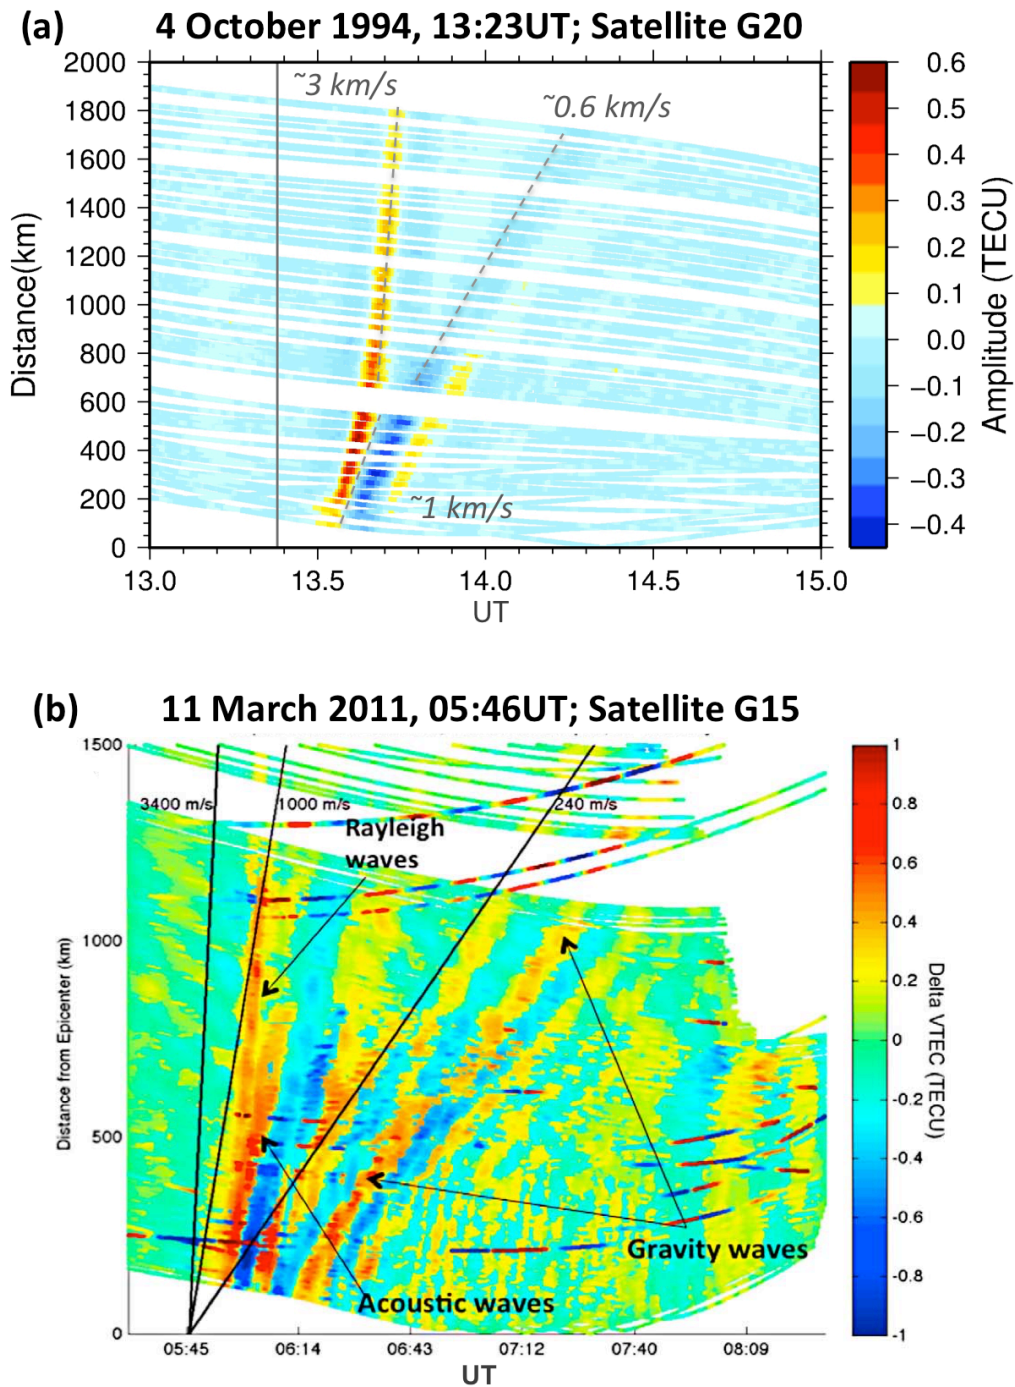 (a) 4 October 1994, 13:23UT; Satellite G20
2000
1800
1600
1400
1200
1000
800
600
400
200
0
Distance(km)
~3 km/s
~0.6 km/s
~1 km/s
13.0 13.5 14.0 14.5 15.0
UT
0.6
0.5
0.4
0.3
0.2
0.1
0.0
−0.1
−0.2
−0.3
−0.4
Amplitude (TECU)
(b) 11 March 2011, 05:46UT; Satellite G15
1500
1000
500
0
Distance from Epicenter (km)
3400 m/s 1000 m/s 240 m/s
Rayleigh
waves
Gravity waves
Acoustic waves
05:45 06:14 06:43 07:12 07:40 08:09
UT
1
0.8
0.6
0.4
0.2
0
-0.2
-0.4
-0.6
-0.8
-1
Delta VTEC (TECU)